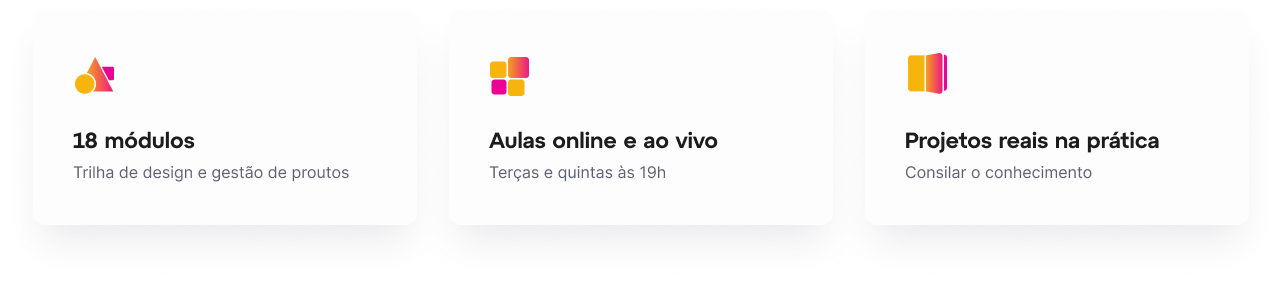 18 módulos
Trilha de design e gestão de proutos
Aulas online e ao vivo
Terças e quintas às 19h
Projetos reais na prática
Consilar o conhecimento